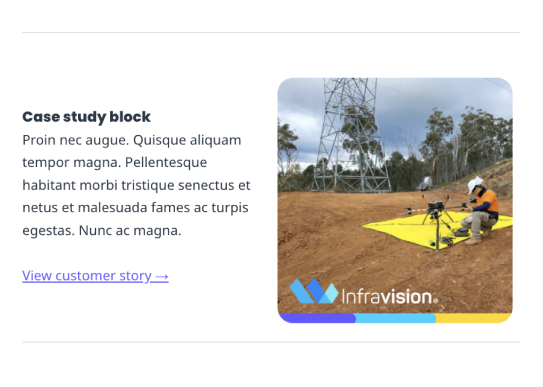 Case study block
Proin nec augue. Quisque aliquam
tempor magna. Pellentesque
habitant morbi tristique senectus et
netus et malesuada fames ac turpis
egestas. Nunc ac magna.
View customer story →
Infravision®